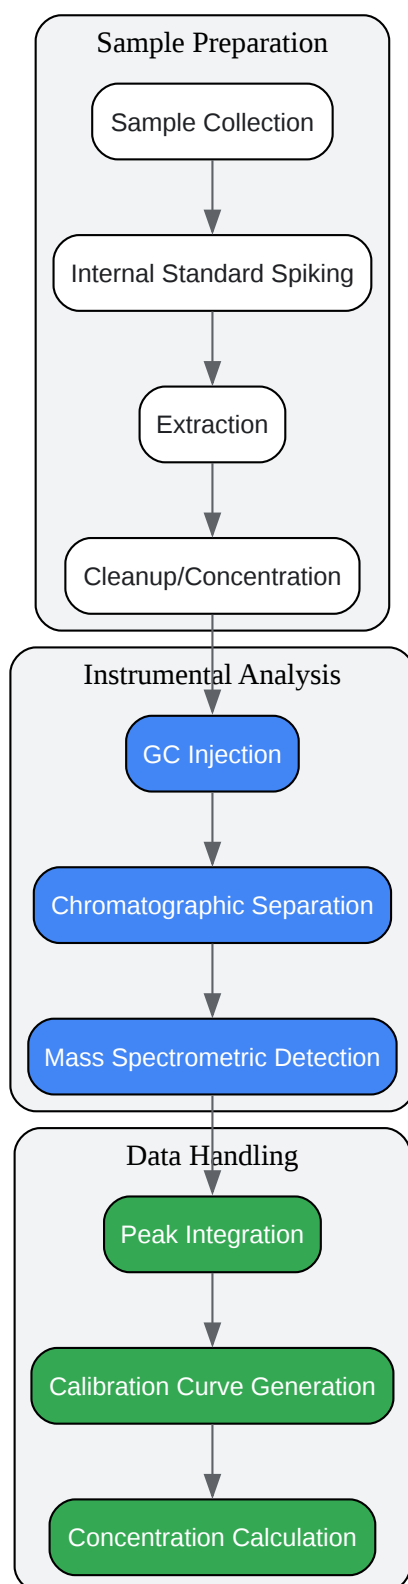 Sample Preparation
Sample Collection
Internal Standard Spiking
Extraction
Cleanup/Concentration
Instrumental Analysis
GC Injection
Chromatographic Separation
Mass Spectrometric Detection
Data Handling
Peak Integration
Calibration Curve Generation
Concentration Calculation